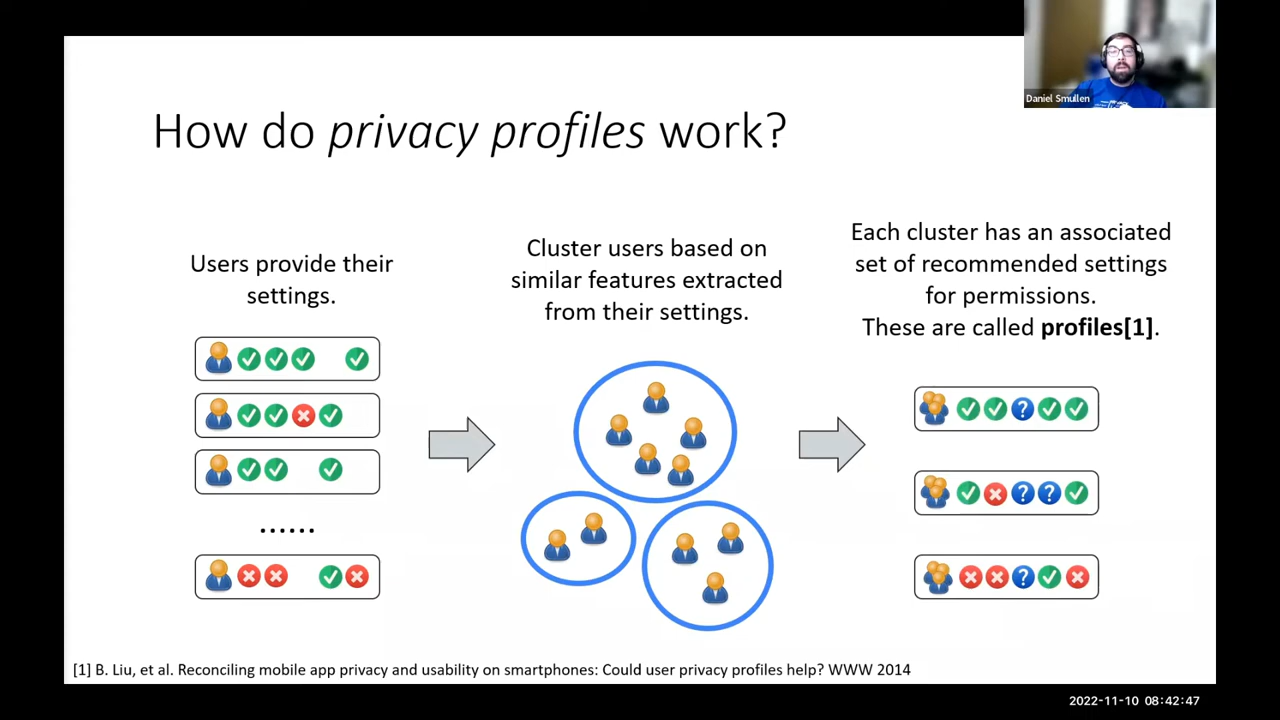 Daniel Smullen
How do privacy profiles work?
Users provide their
settings.
Cluster users based on
similar features extracted
from their settings.
Each cluster has an associated
set of recommended settings
for permissions.
These are called profiles[1].
......
[1] B. Liu, et al. Reconciling mobile app privacy and usability on smartphones: Could user privacy profiles help? WWW 2014
2022-11-10 08:42:47